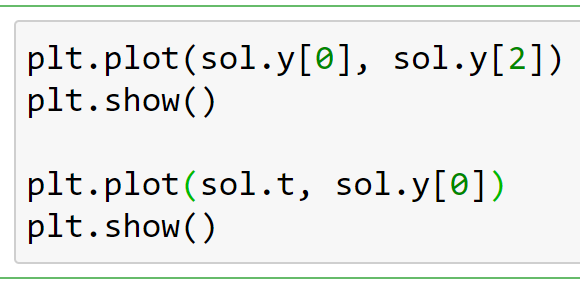 plt.plot(sol.y[0], sol.y[2])
plt.show()

plt.plot(sol.t, sol.y[0])
plt.show()